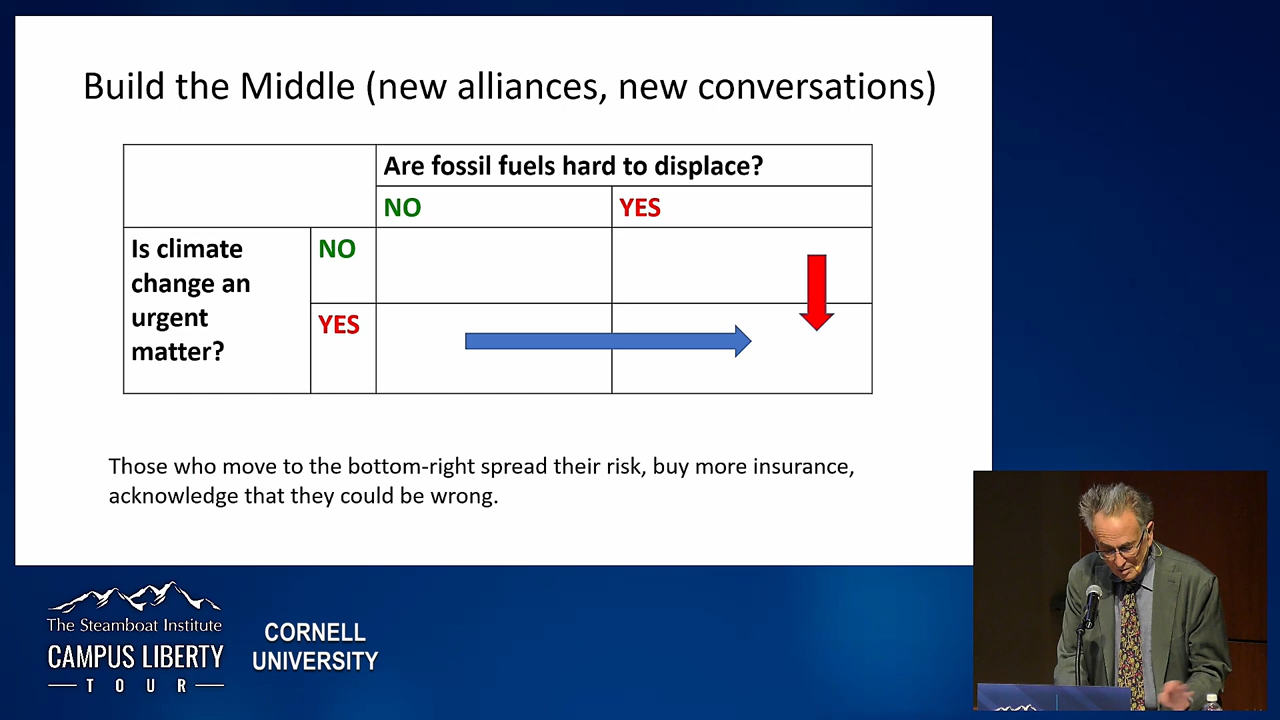 Build the Middle (new alliances, new conversations)
Are fossil fuels hard to displace?
NO
YES
Is climate
change an
urgent
matter?
NO
YES
Those who move to the bottom-right spread their risk, buy more insurance,
acknowledge that they could be wrong.
The Steamboat Institute
CAMPUS LIBERTY
TOUR
CORNELL
UNIVERSITY